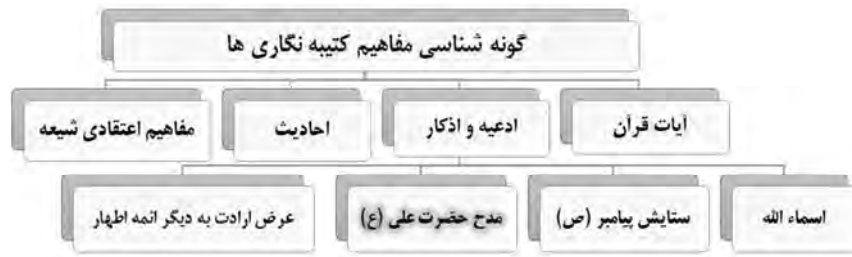 گونه شناسی مفاهیم کتیبه نگاری ها
آیات قرآن
ادعیه و اذکار
احادیث
مفاهیم اعتقادی شیعه
اسماء الله
ستایش پیامبر (ص)
مدح حضرت علی (ع)
عرض ارادت به دیگر ائمه اطهار